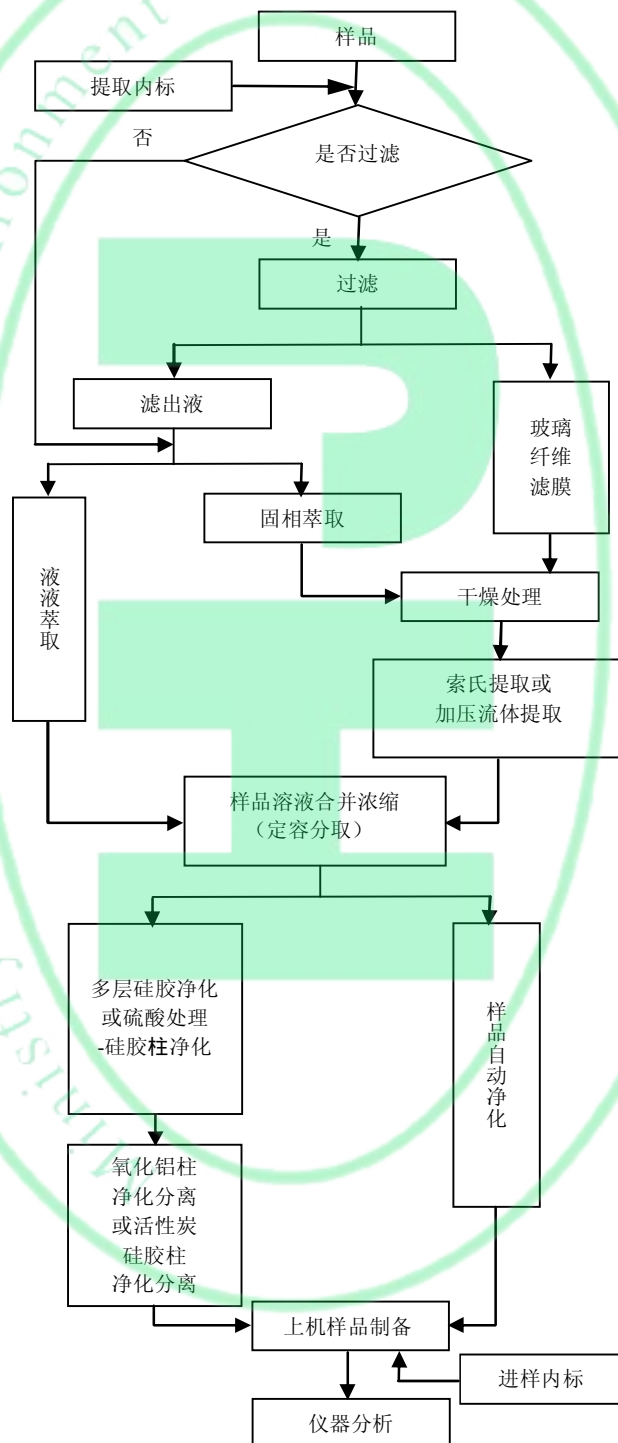 样品
提取内标
否
是否过滤
是
过滤
滤出液
玻璃
纤维
滤膜
固相萃取
液液萃取
干燥处理
索氏提取或
加压流体提取
样品溶液合并浓缩
（定容分取）
多层硅胶净化
或硫酸处理
-硅胶柱净化
样品自动净化
氧化铝柱
净化分离
或活性炭
硅胶柱
净化分离
上机样品制备
进样内标
仪器分析
ronment
Ministry